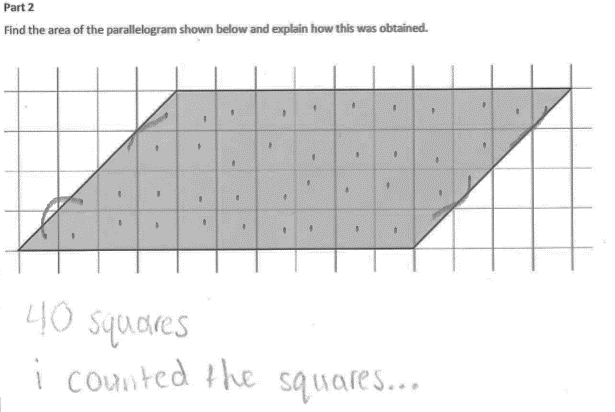 Part 2
Find the area of the parallelogram shown below and explain how this was obtained.
40 squares
i counted the squares...